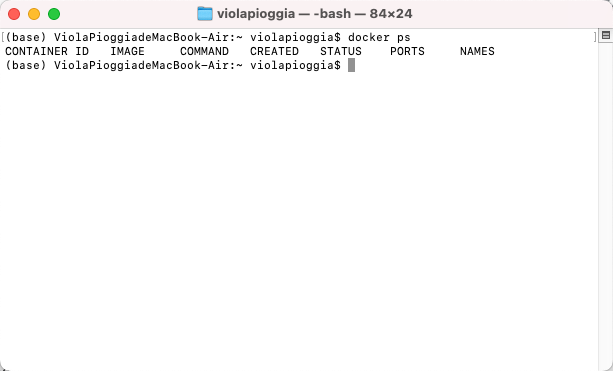 violapioggia — -bash — 84×24
[(base) ViolaPioggiadeMacBook-Air:~ violapioggia$ docker ps ]
CONTAINER ID   IMAGE     COMMAND   CREATED   STATUS    PORTS     NAMES
(base) ViolaPioggiadeMacBook-Air:~ violapioggia$